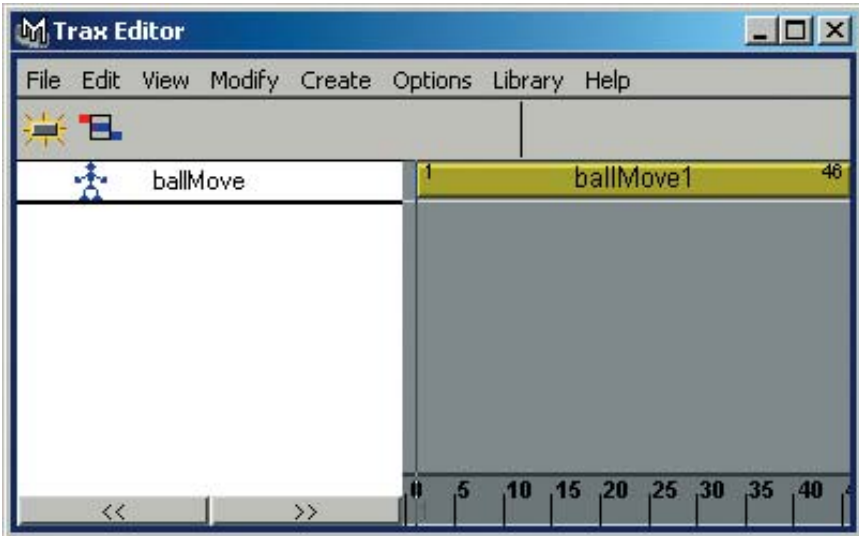 Trax Editor
File Edit View Modify Create Options Library Help
ballMove
1 ballMove1 46
0 5 10 15 20 25 30 35 40
<< >>